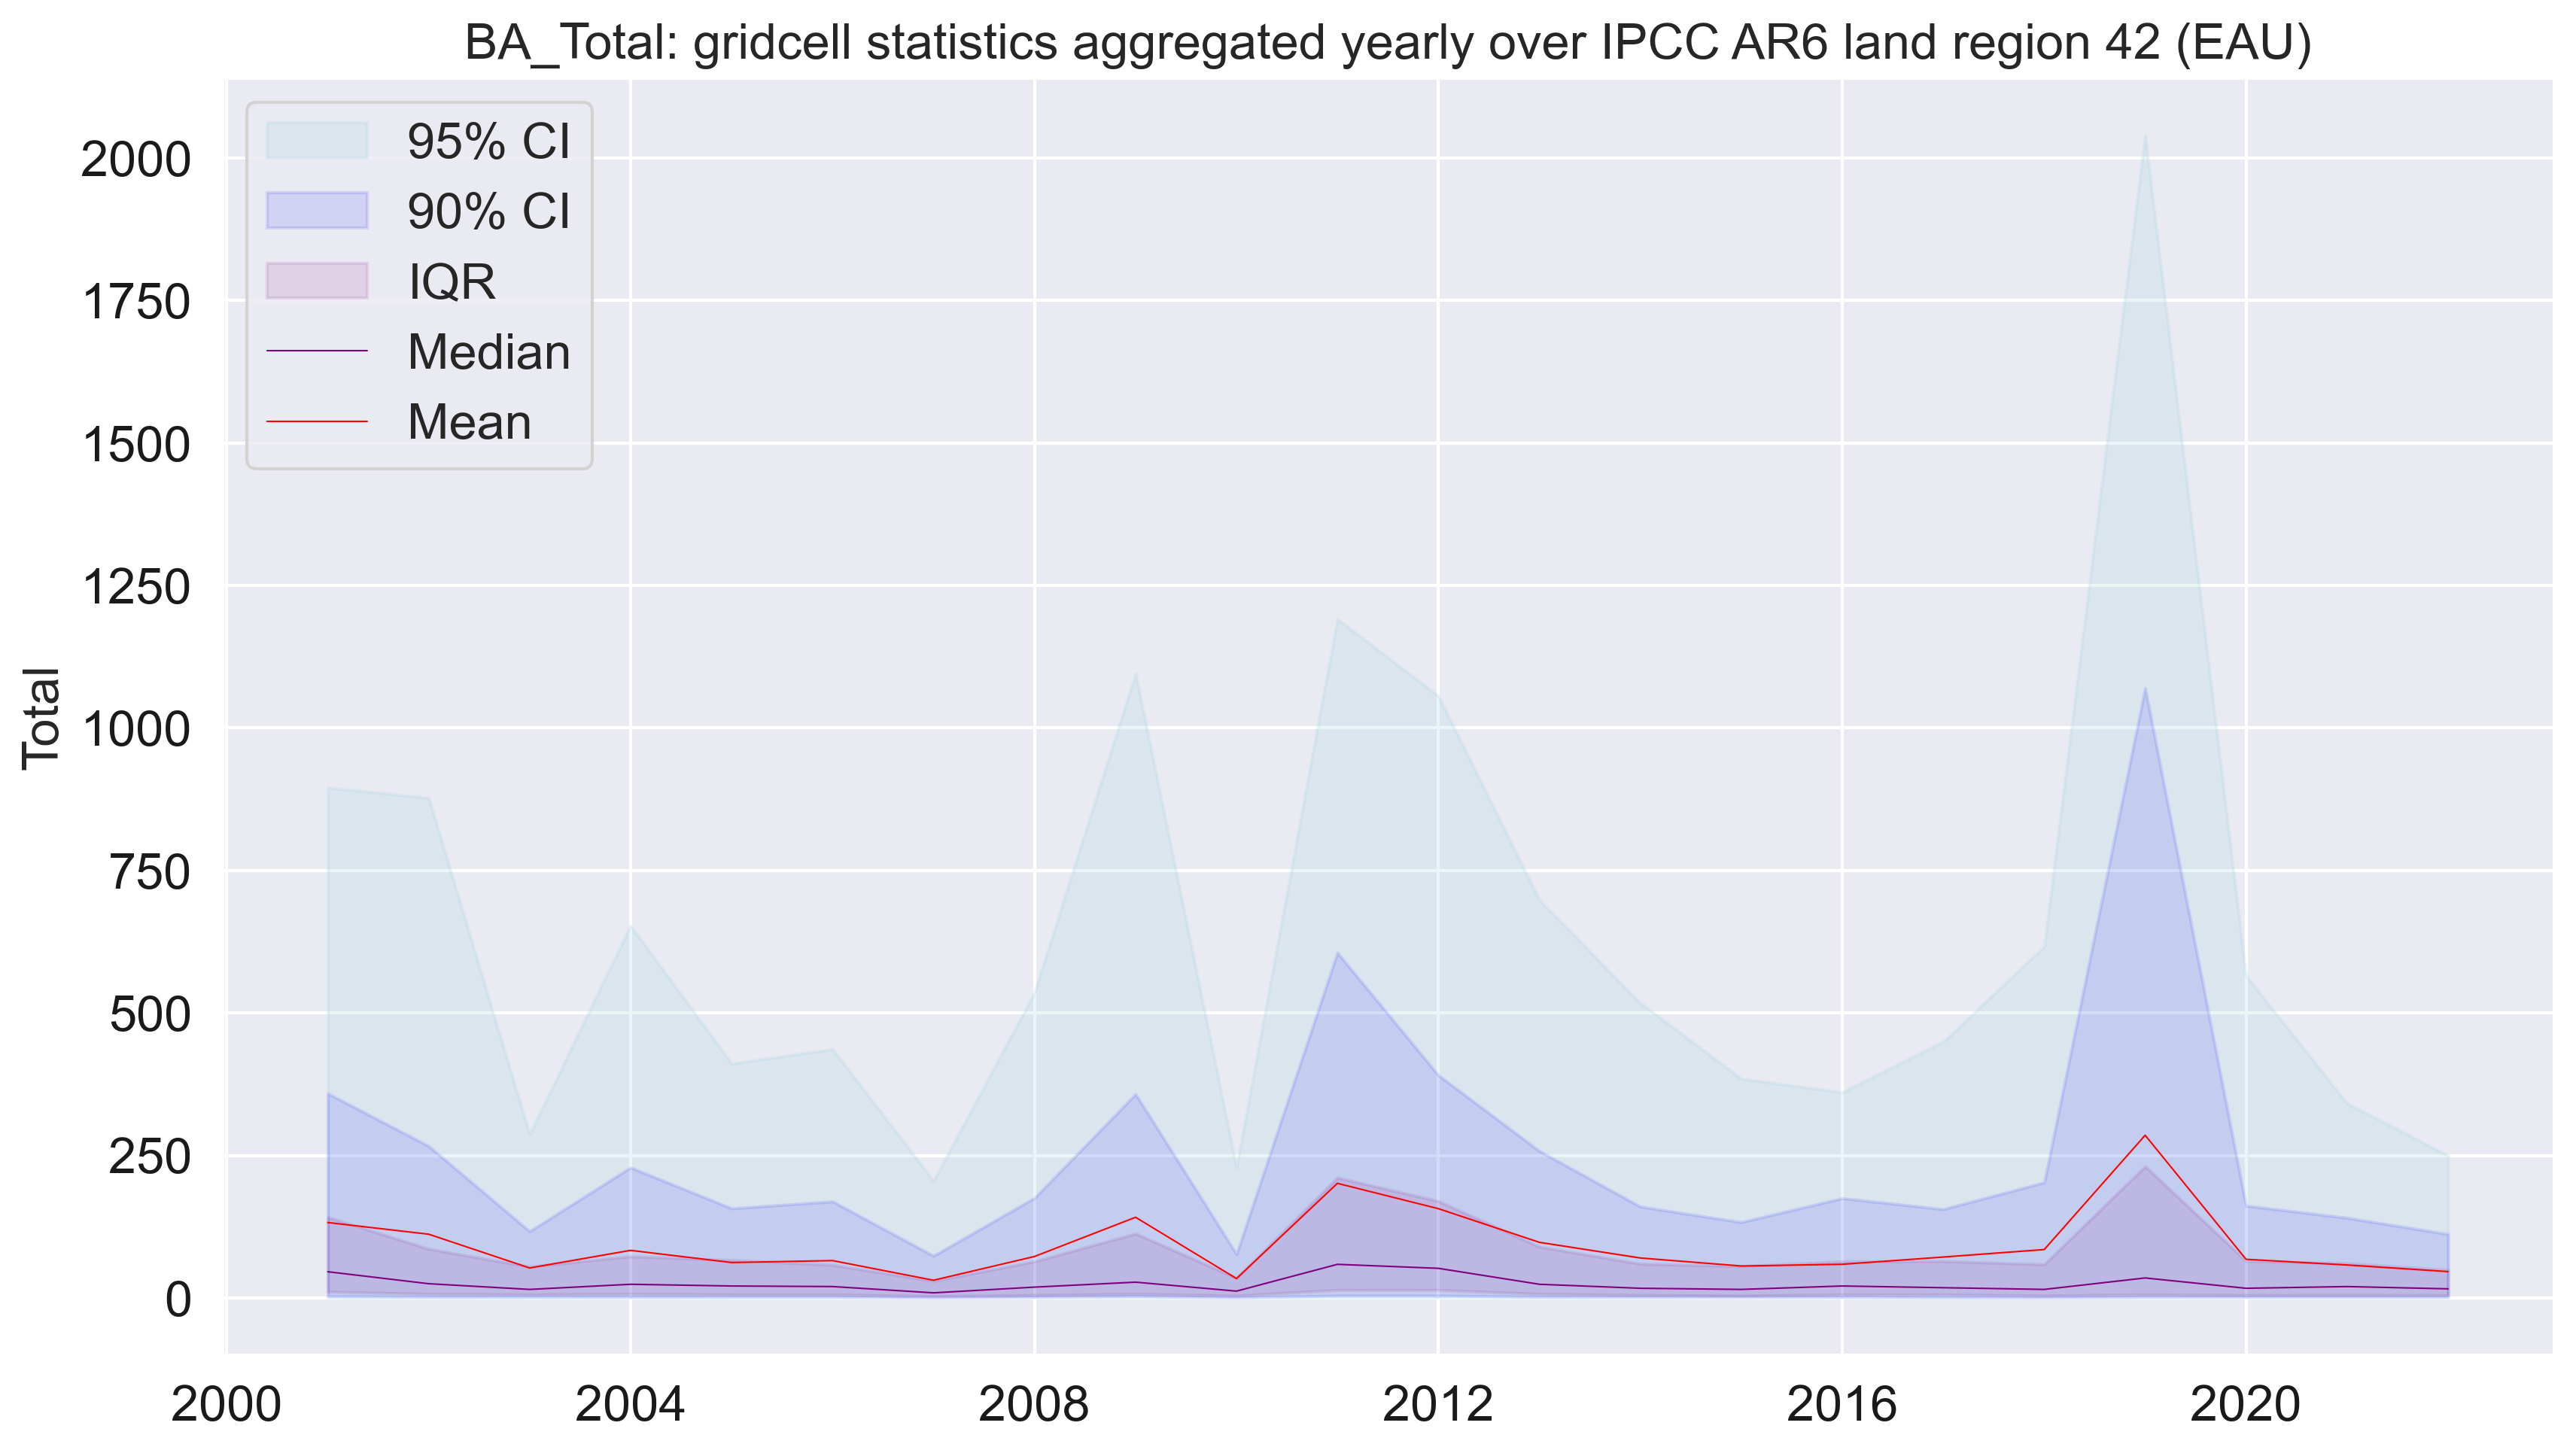 BA_Total: gridcell statistics aggregated yearly over IPCC AR6 land region 42 (EAU)
95% CI
90% CI
IQR
Median
Mean
2000
1750
1500
1250
1000
750
500
250
0
Total
2000 2004 2008 2012 2016 2020